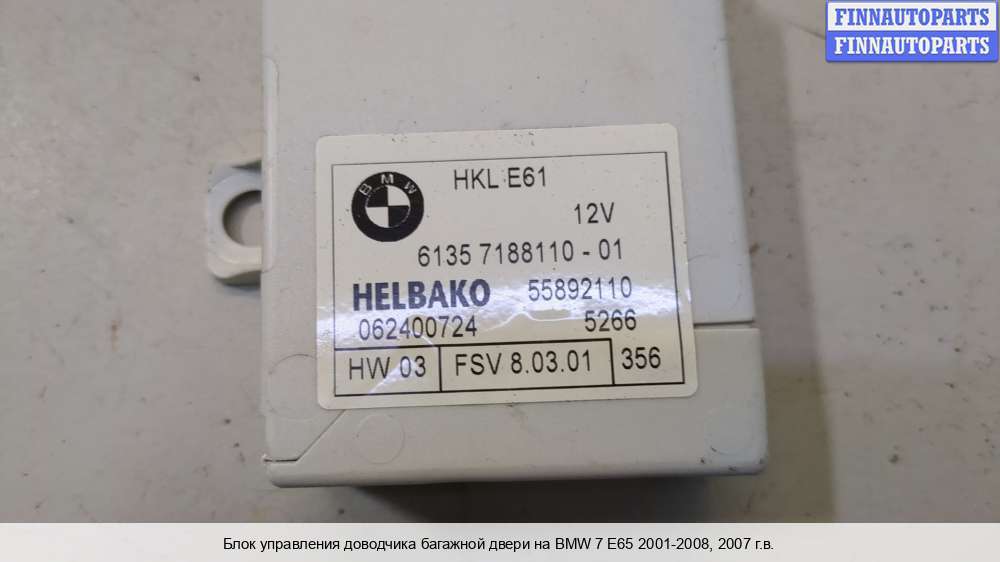 FINNAUTOPARTS
FINNAUTOPARTS
BMW
HKL E61
12V
6135 7188110 - 01
HELBAKO 55892110
062400724 5266
HW 03 FSV 8.03.01 356
Блок управления доводчика багажной двери на BMW 7 E65 2001-2008, 2007 г.в.